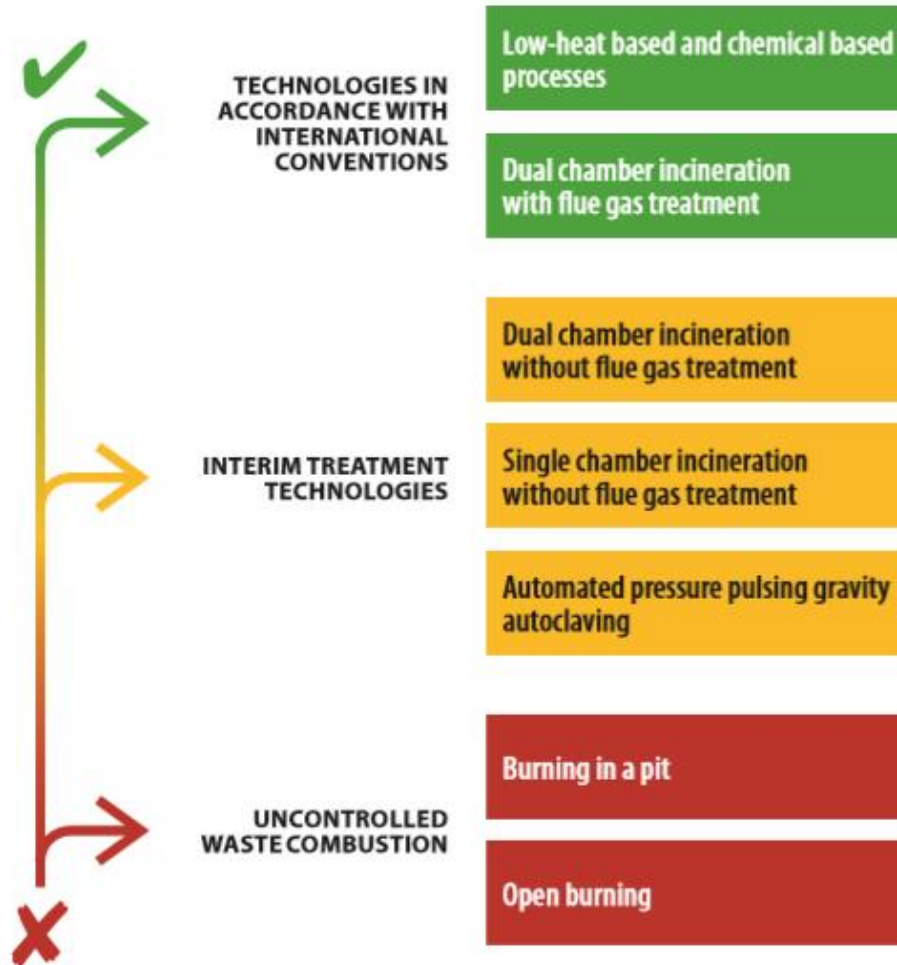 TECHNOLOGIES IN
ACCORDANCE WITH
INTERNATIONAL
CONVENTIONS
Low-heat based and chemical based
processes
Dual chamber incineration
with flue gas treatment
INTERIM TREATMENT
TECHNOLOGIES
Dual chamber incineration
without flue gas treatment
Single chamber incineration
without flue gas treatment
Automated pressure pulsing gravity
autoclaving
UNCONTROLLED
WASTE COMBUSTION
Burning in a pit
Open burning